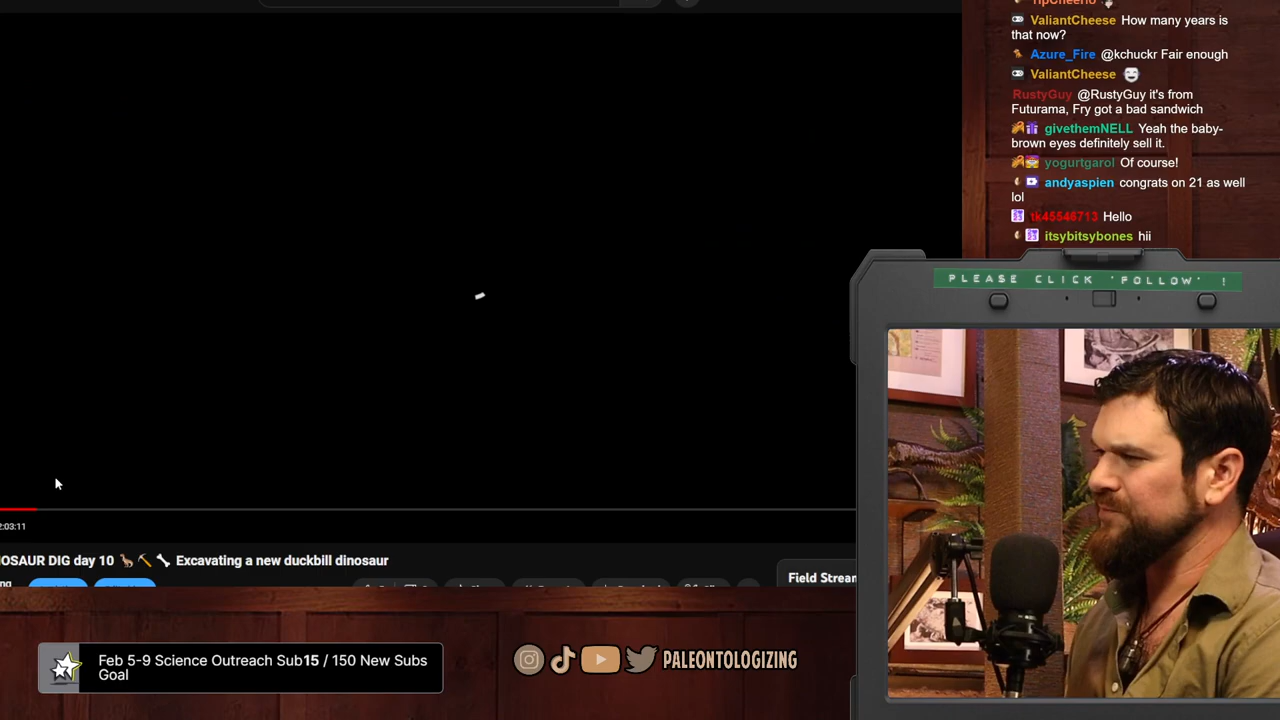 ValiantCheese How many years is
that now?
Azure_Fire @kchuckr Fair enough
ValiantCheese
RustyGuy @RustyGuy it's from
Futurama, Fry got a bad sandwich
givethemNELL Yeah the baby-
brown eyes definitely sell it.
yogurtgarol Of course!
andyaspien congrats on 21 as well
lol
tk45546713 Hello
itsybitsybones hii
PLEASE CLICK 'FOLLOW' !
2:03:11
OSAUR DIG day 10 Excavating a new duckbill dinosaur
ng
Field Stream
Feb 5-9 Science Outreach Sub15 / 150 New Subs
Goal
PALEONTOLOGIZING